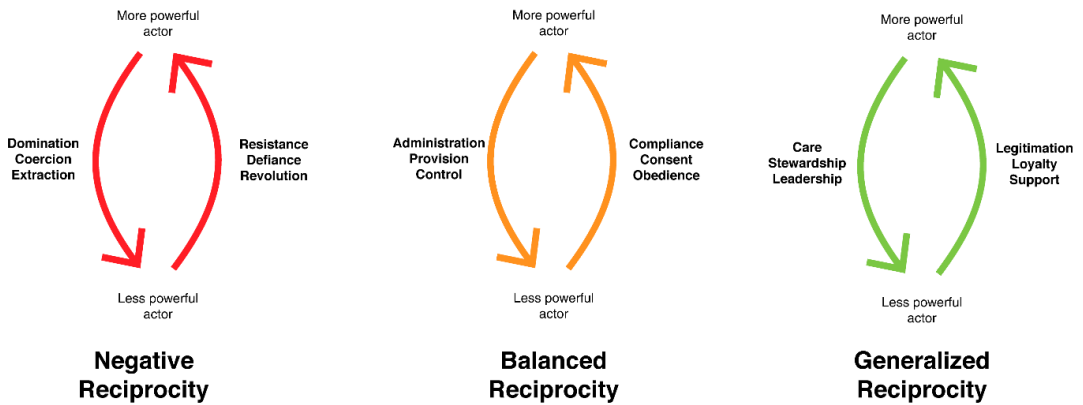 More powerful
actor
Domination
Coercion
Extraction
Resistance
Defiance
Revolution
Less powerful
actor
Negative
Reciprocity
More powerful
actor
Administration
Provision
Control
Compliance
Consent
Obedience
Less powerful
actor
Balanced
Reciprocity
More powerful
actor
Care
Stewardship
Leadership
Legitimation
Loyalty
Support
Less powerful
actor
Generalized
Reciprocity